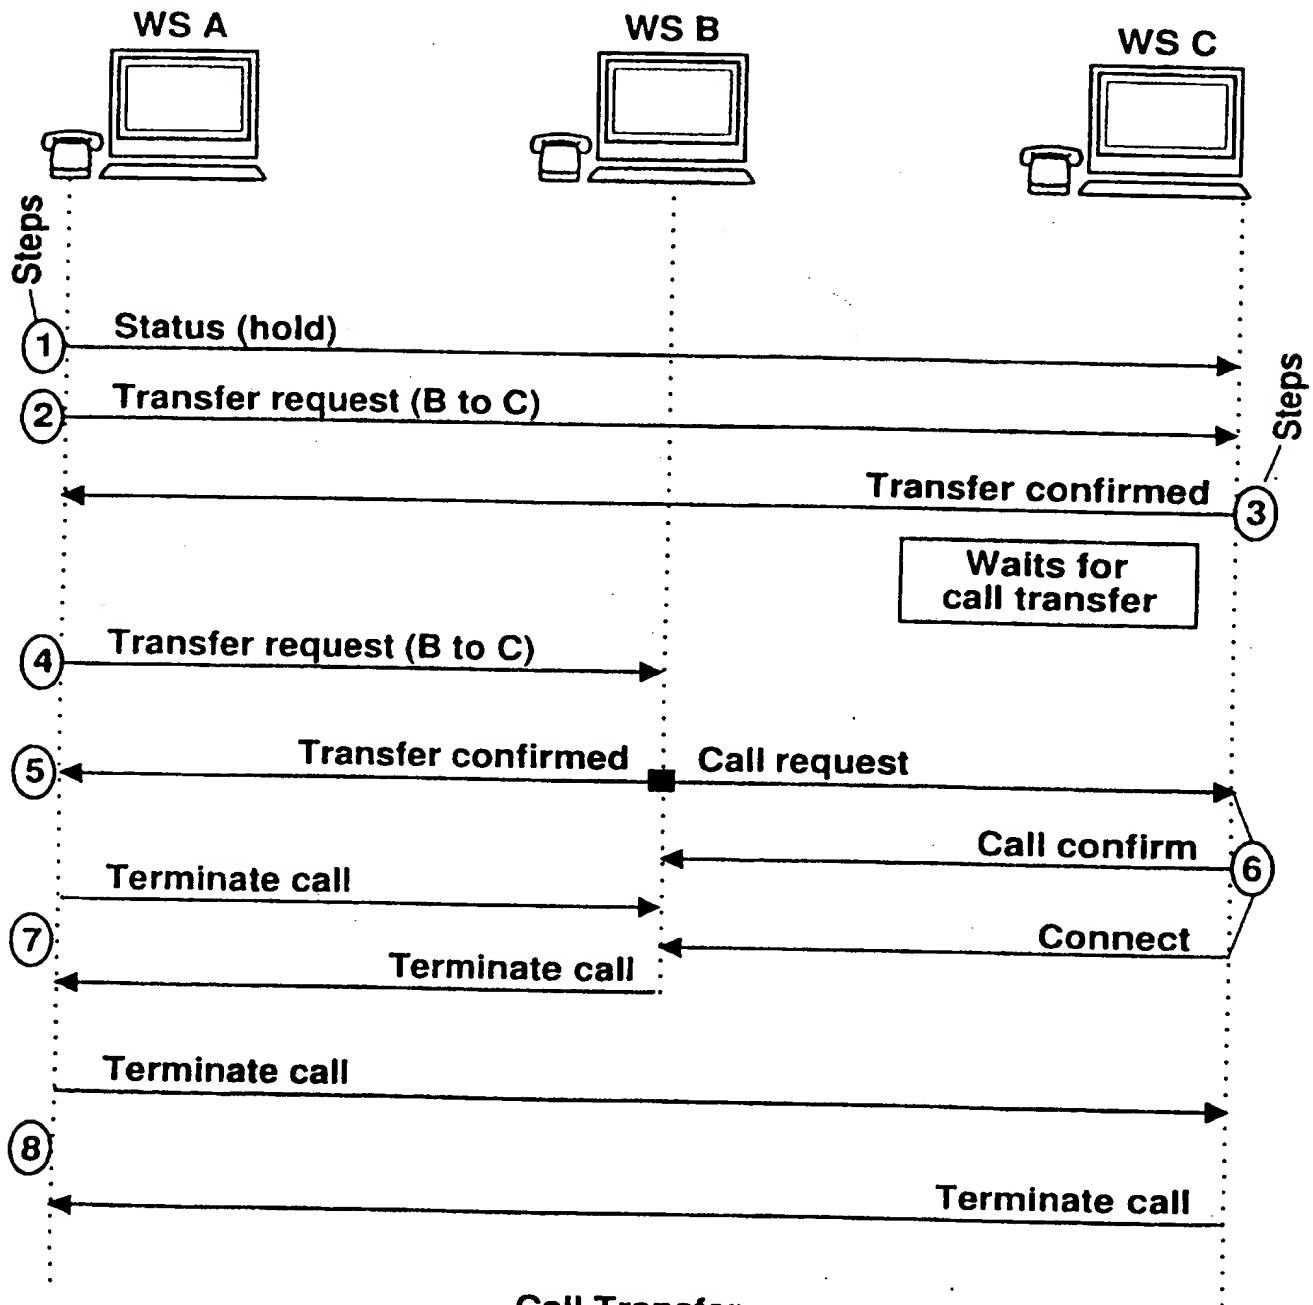 WS A
WS B
WS C
Steps
1
Status (hold)
2
Transfer request (B to C)
Steps
Transfer confirmed
3
Waits for
call transfer
4
Transfer request (B to C)
5
Transfer confirmed
Call request
Call confirm
6
Terminate call
7
Connect
Terminate call
Terminate call
8
Terminate call
Call Transfer